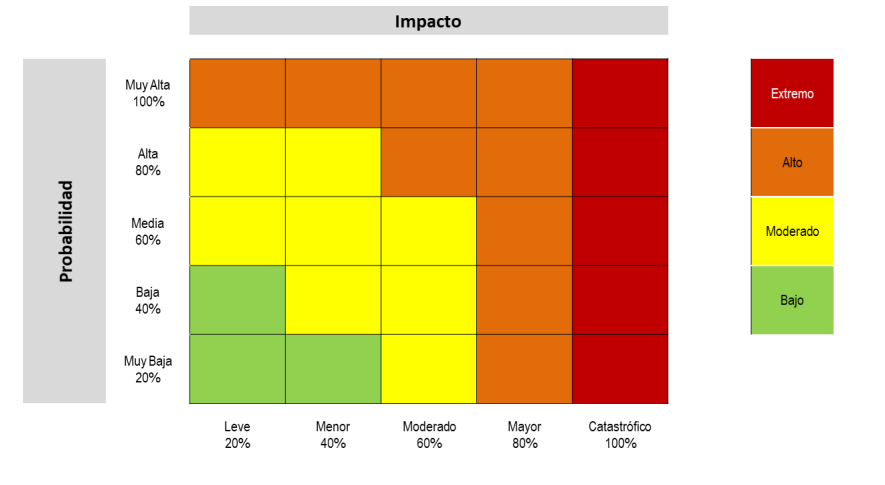 Impacto
Probabilidad
Muy Alta
100%
Alta
80%
Media
60%
Baja
40%
Muy Baja
20%
Leve
20%
Menor
40%
Moderado
60%
Mayor
80%
Catastrófico
100%
Extremo
Alto
Moderado
Bajo